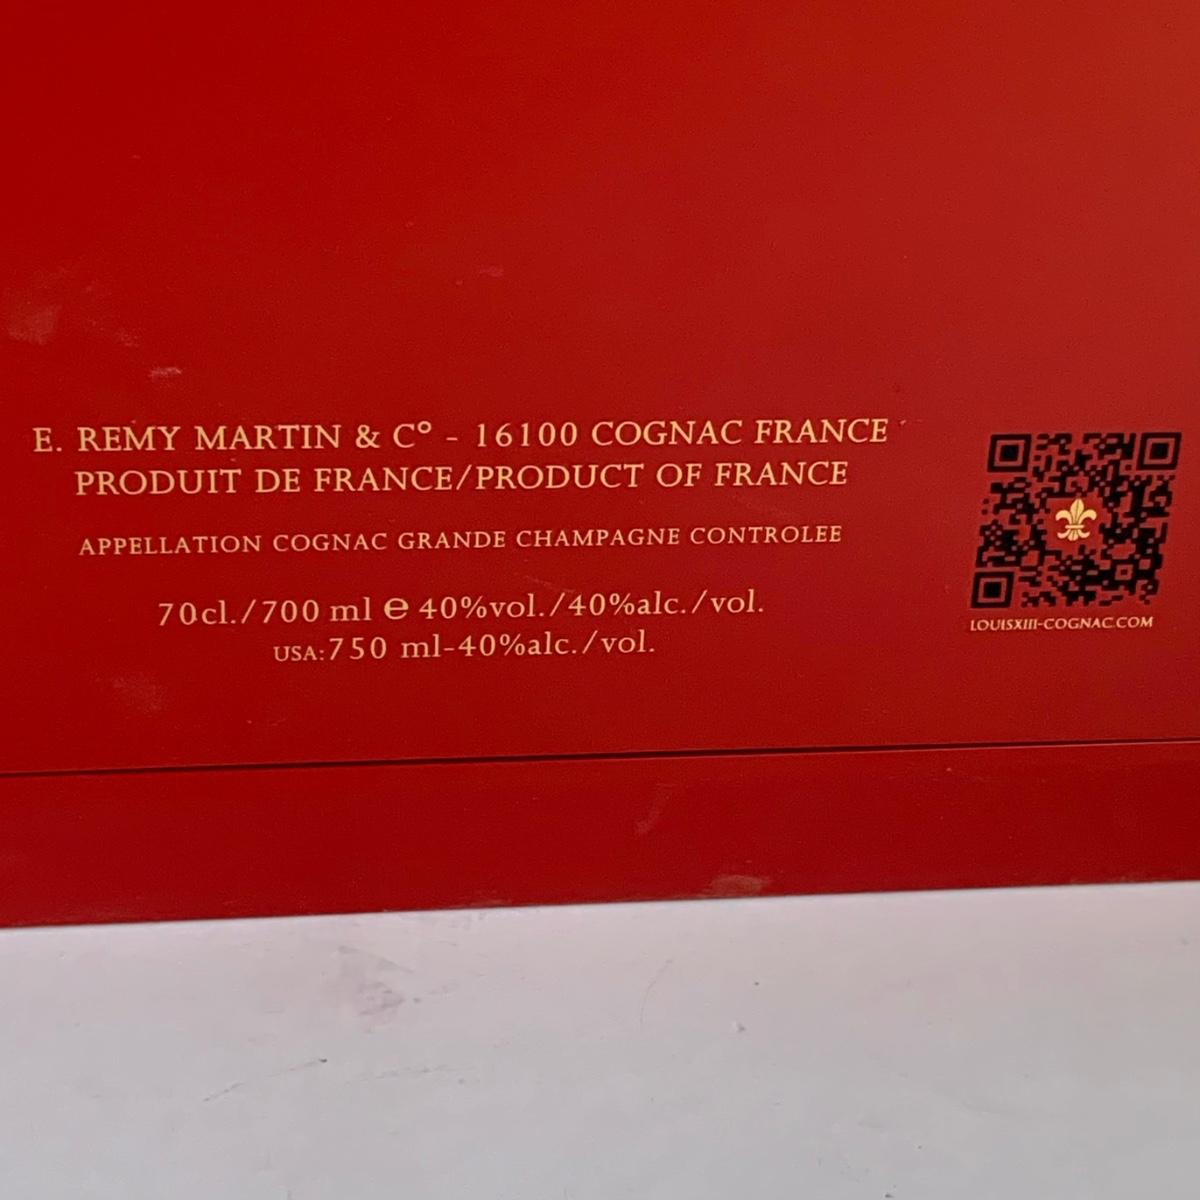 E. REMY MARTIN & C° - 16100 COGNAC FRANCE
PRODUIT DE FRANCE/PRODUCT OF FRANCE
APPELLATION COGNAC GRANDE CHAMPAGNE CONTROLEE
70cl./700 ml ℮ 40%vol./40%alc./vol.
USA:750 ml-40%alc./vol.
LOUISXIII-COGNAC.COM